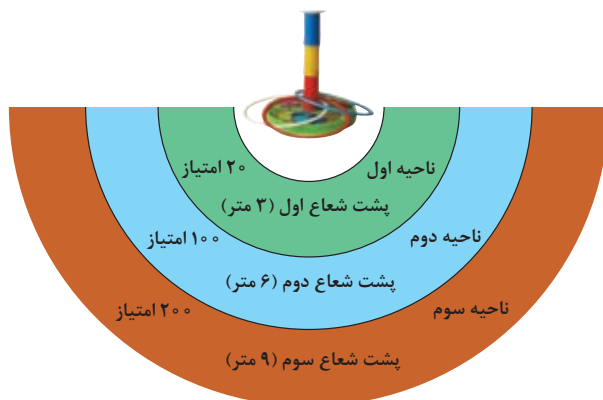 ناحیه اول ۲۰ امتیاز
پشت شعاع اول (۳ متر)
ناحیه دوم ۱۰۰ امتیاز
پشت شعاع دوم (۶ متر)
ناحیه سوم ۲۰۰ امتیاز
پشت شعاع سوم (۹ متر)